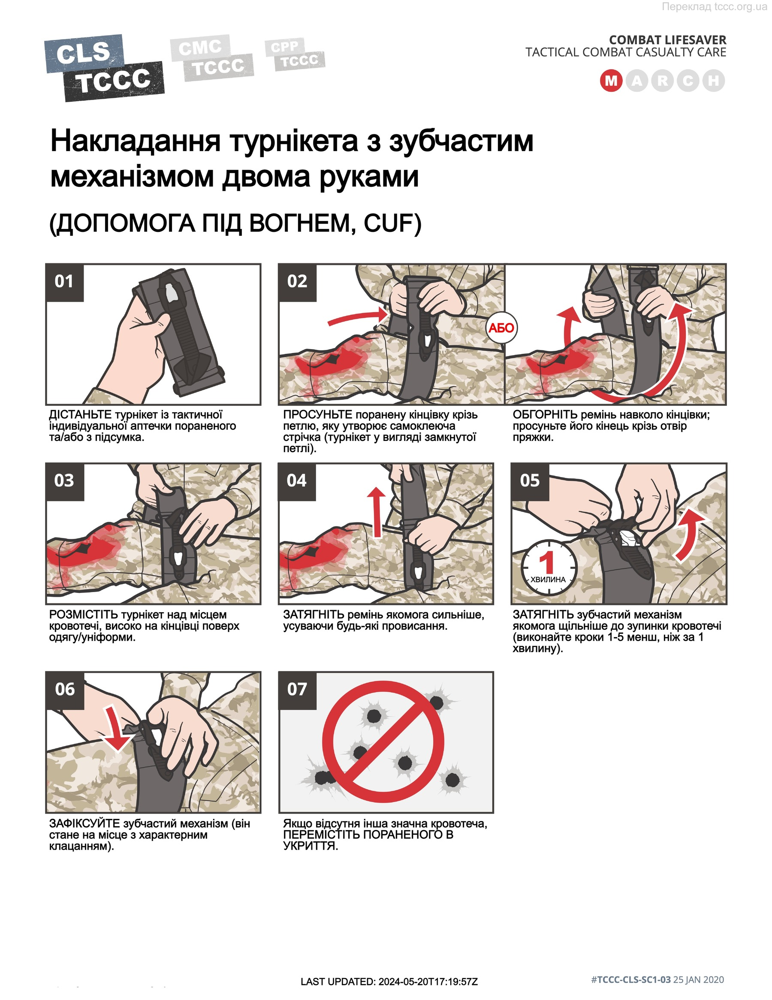 Переклад tccc.org.ua
CLS
TCCC
CMC
TCCC
CPP
TCCC
COMBAT LIFESAVER
TACTICAL COMBAT CASUALTY CARE
M A R C H
Накладання турнікета з зубчастим
механізмом двома руками
(ДОПОМОГА ПІД ВОГНЕМ, CUF)
01
ДІСТАНЬТЕ турнікет із тактичної
індивідуальної аптечки пораненого
та/або з підсумка.
02
ПРОСУНЬТЕ поранену кінцівку крізь
петлю, яку утворює самоклеюча
стрічка (турнікет у вигляді замкнутої
петлі).
АБО
ОБГОРНІТЬ ремінь навколо кінцівки;
просуньте його кінець крізь отвір
пряжки.
03
РОЗМІСТІТЬ турнікет над місцем
кровотечі, високо на кінцівці поверх
одягу/уніформи.
04
ЗАТЯГНІТЬ ремінь якомога сильніше,
усуваючи будь-які провисання.
05
1
ХВИЛИНА
ЗАТЯГНІТЬ зубчастий механізм
якомога щільніше до зупинки кровотечі
(виконайте кроки 1-5 менш, ніж за 1
хвилину).
06
ЗАФІКСУЙТЕ зубчастий механізм (він
стане на місце з характерним
клацанням).
07
Якщо відсутня інша значна кровотеча,
ПЕРЕМІСТІТЬ ПОРАНЕНОГО В
УКРИТТЯ.
LAST UPDATED: 2024-05-20T17:19:57Z
#TCCC-CLS-SC1-03 25 JAN 2020